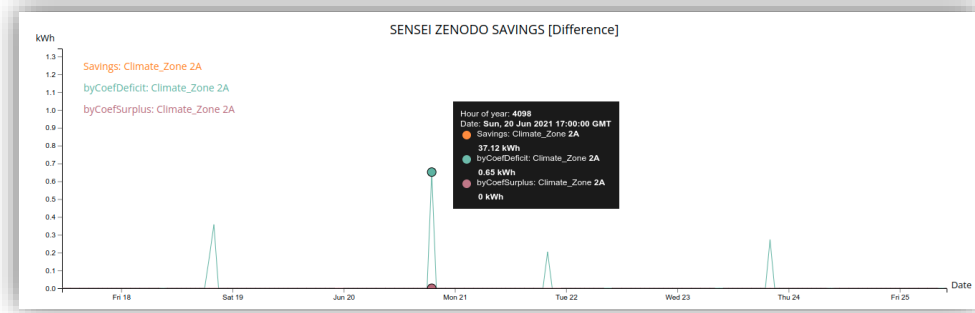 SENSEI ZENODO SAVINGS [Difference]
kWh
1.3
1.2
1.1
1.0
0.9
0.8
0.7
0.6
0.5
0.4
0.3
0.2
0.1
0.0
Savings: Climate_Zone 2A
byCoefDeficit: Climate_Zone 2A
byCoefSurplus: Climate_Zone 2A
Hour of year: 4098
Date: Sun, 20 Jun 2021 17:00:00 GMT
Savings: Climate_Zone 2A
37.12 kWh
byCoefDeficit: Climate_Zone 2A
0.65 kWh
byCoefSurplus: Climate_Zone 2A
0 kWh
Fri 18 Sat 19 Jun 20 Mon 21 Tue 22 Wed 23 Thu 24 Fri 25
Date